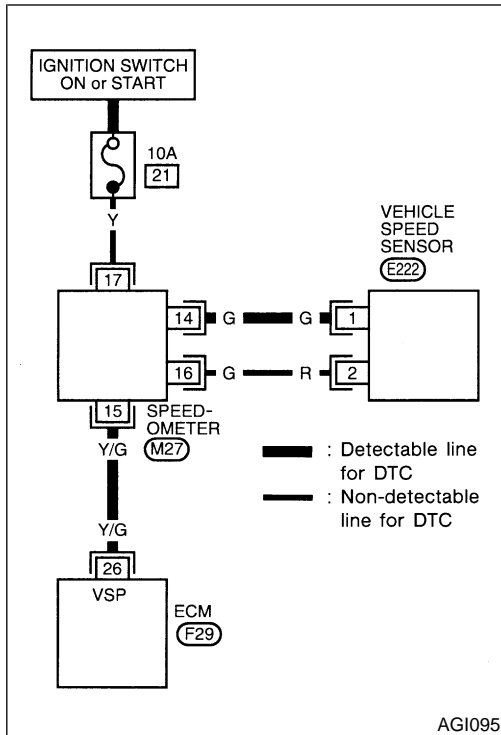 IGNITION SWITCH
ON or START
10A
21
Y
17
VEHICLE
SPEED
SENSOR
E222
14
G
G
1
16
G
R
2
15
SPEED-
OMETER
M27
Y/G
: Detectable line
for DTC
: Non-detectable
line for DTC
Y/G
26
VSP
ECM
F29
AGI095